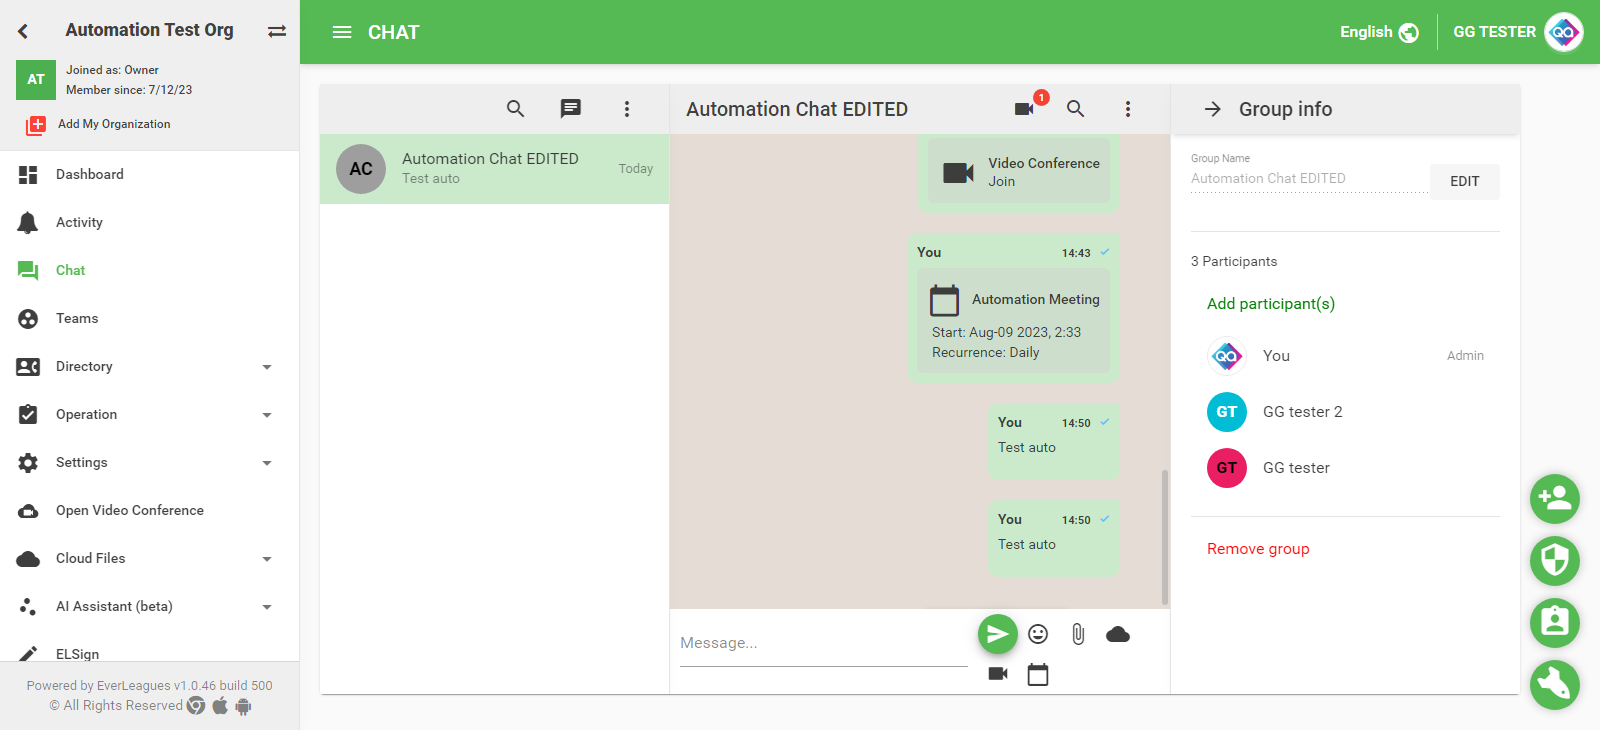 Automation Test Org
AT
Joined as: Owner
Member since: 7/12/23
Add My Organization
Dashboard
Activity
Chat
Teams
Directory
Operation
Settings
Open Video Conference
Cloud Files
AI Assistant (beta)
ELSign
Powered by EverLeagues v1.0.46 build 500
© All Rights Reserved
CHAT
English
GG TESTER
QA
AC
Automation Chat EDITED
Test auto
Today
Automation Chat EDITED
1
Video Conference
Join
You 14:43
Automation Meeting
Start: Aug-09 2023, 2:33
Recurrence: Daily
You 14:50
Test auto
You 14:50
Test auto
Message...
Group info
Group Name
Automation Chat EDITED
EDIT
3 Participants
Add participant(s)
QA
You
Admin
GT
GG tester 2
GT
GG tester
Remove group